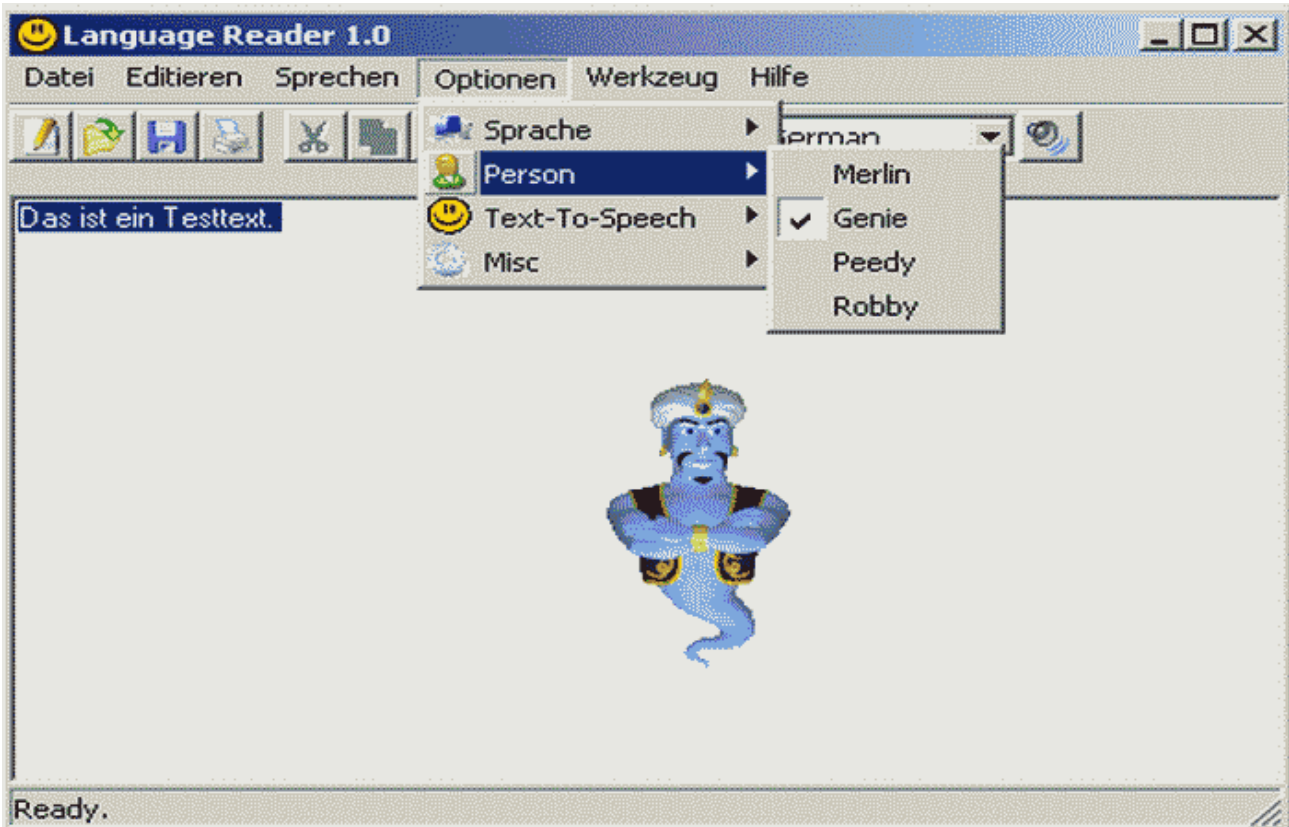 Language Reader 1.0
Datei Editieren Sprechen Optionen Werkzeug Hilfe
Sprache
German
Person
Merlin
Das ist ein Testtext.
Text-To-Speech
Genie
Misc
Peedy
Robby
Ready.